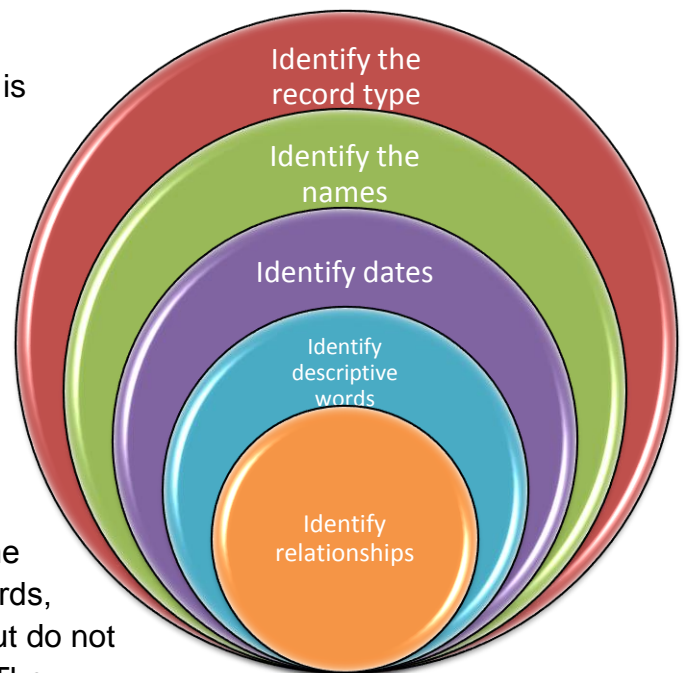 is
Identify the
record type
Identify the
names
Identify dates
Identify
descriptive
words
Identify
relationships
rds,
ut do not